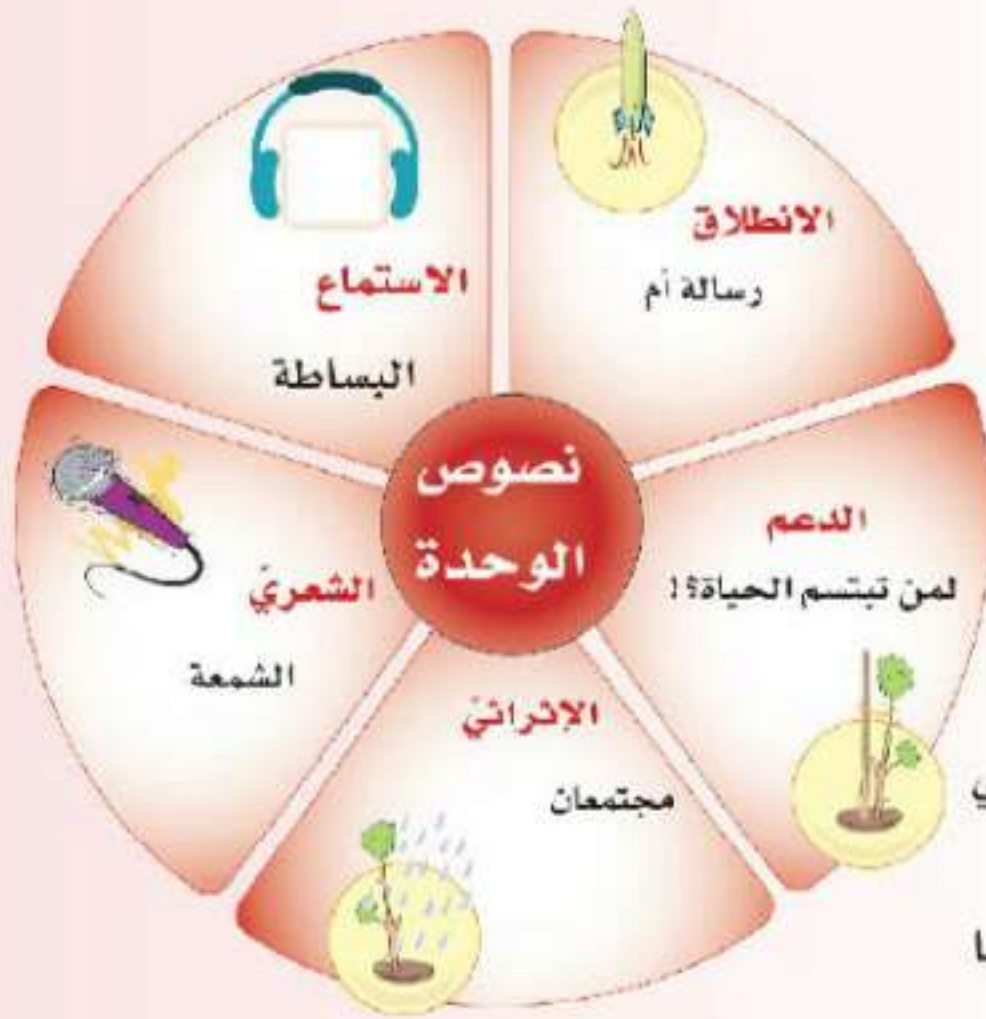 نصوص
الوحدة
الانطلاق
رسالة أم
الدعم
لمن تبتسم الحياة؟!
الإثرائيّ
مجتمعان
الشعريّ
الشمعة
الاستماع
البساطة